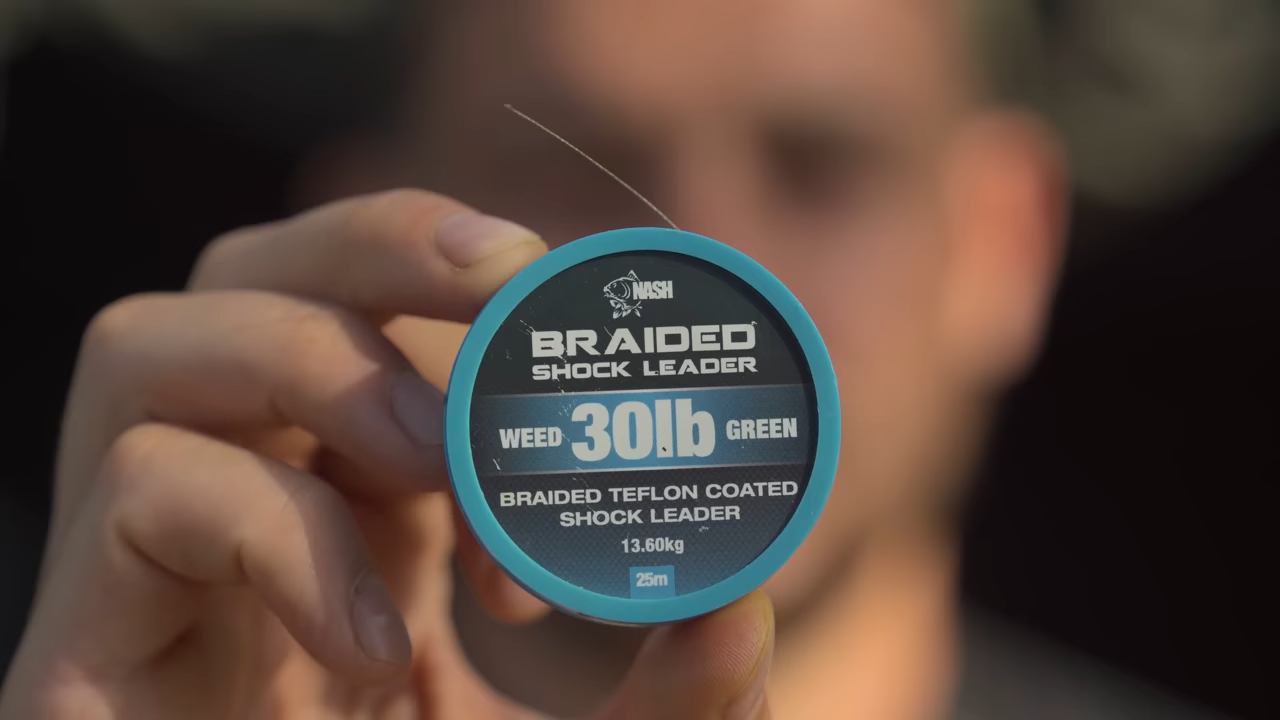 NASH
BRAIDED
SHOCK LEADER
WEED 30lb GREEN
BRAIDED TEFLON COATED
SHOCK LEADER
13.60kg
25m